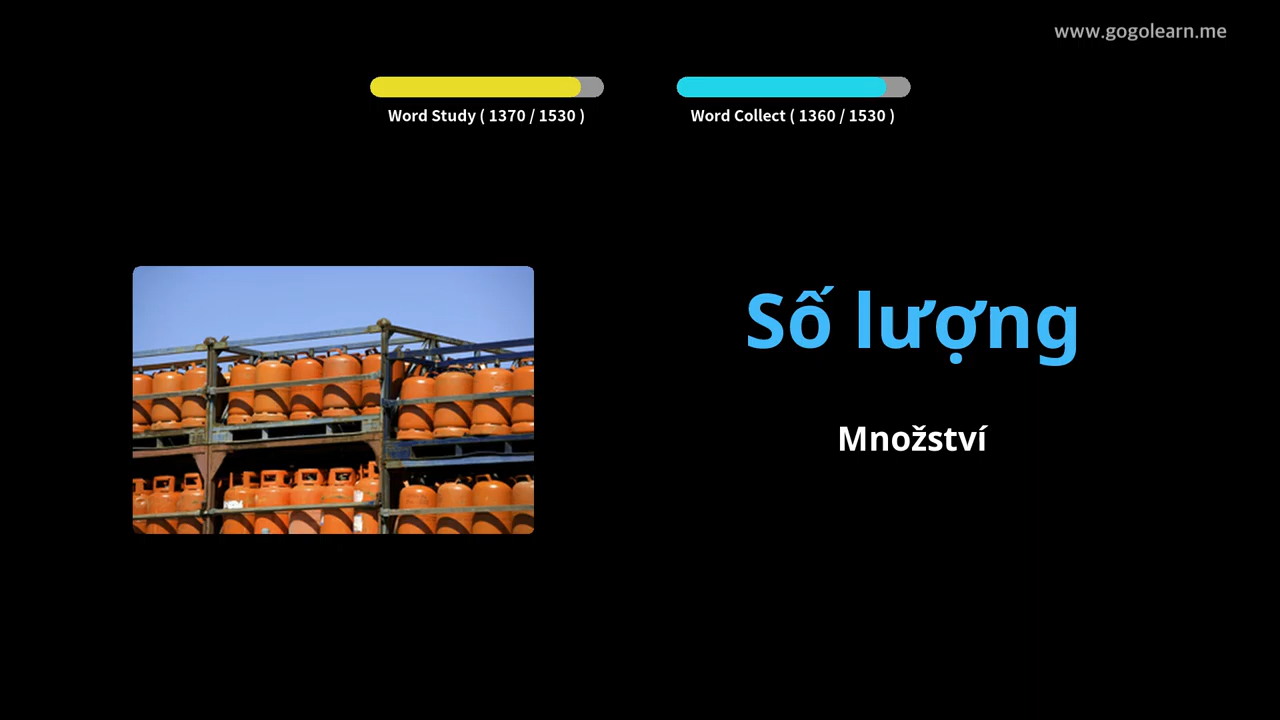 www.gogolearn.me
Word Study ( 1370 / 1530 )
Word Collect ( 1360 / 1530 )
Số lượng
Množství